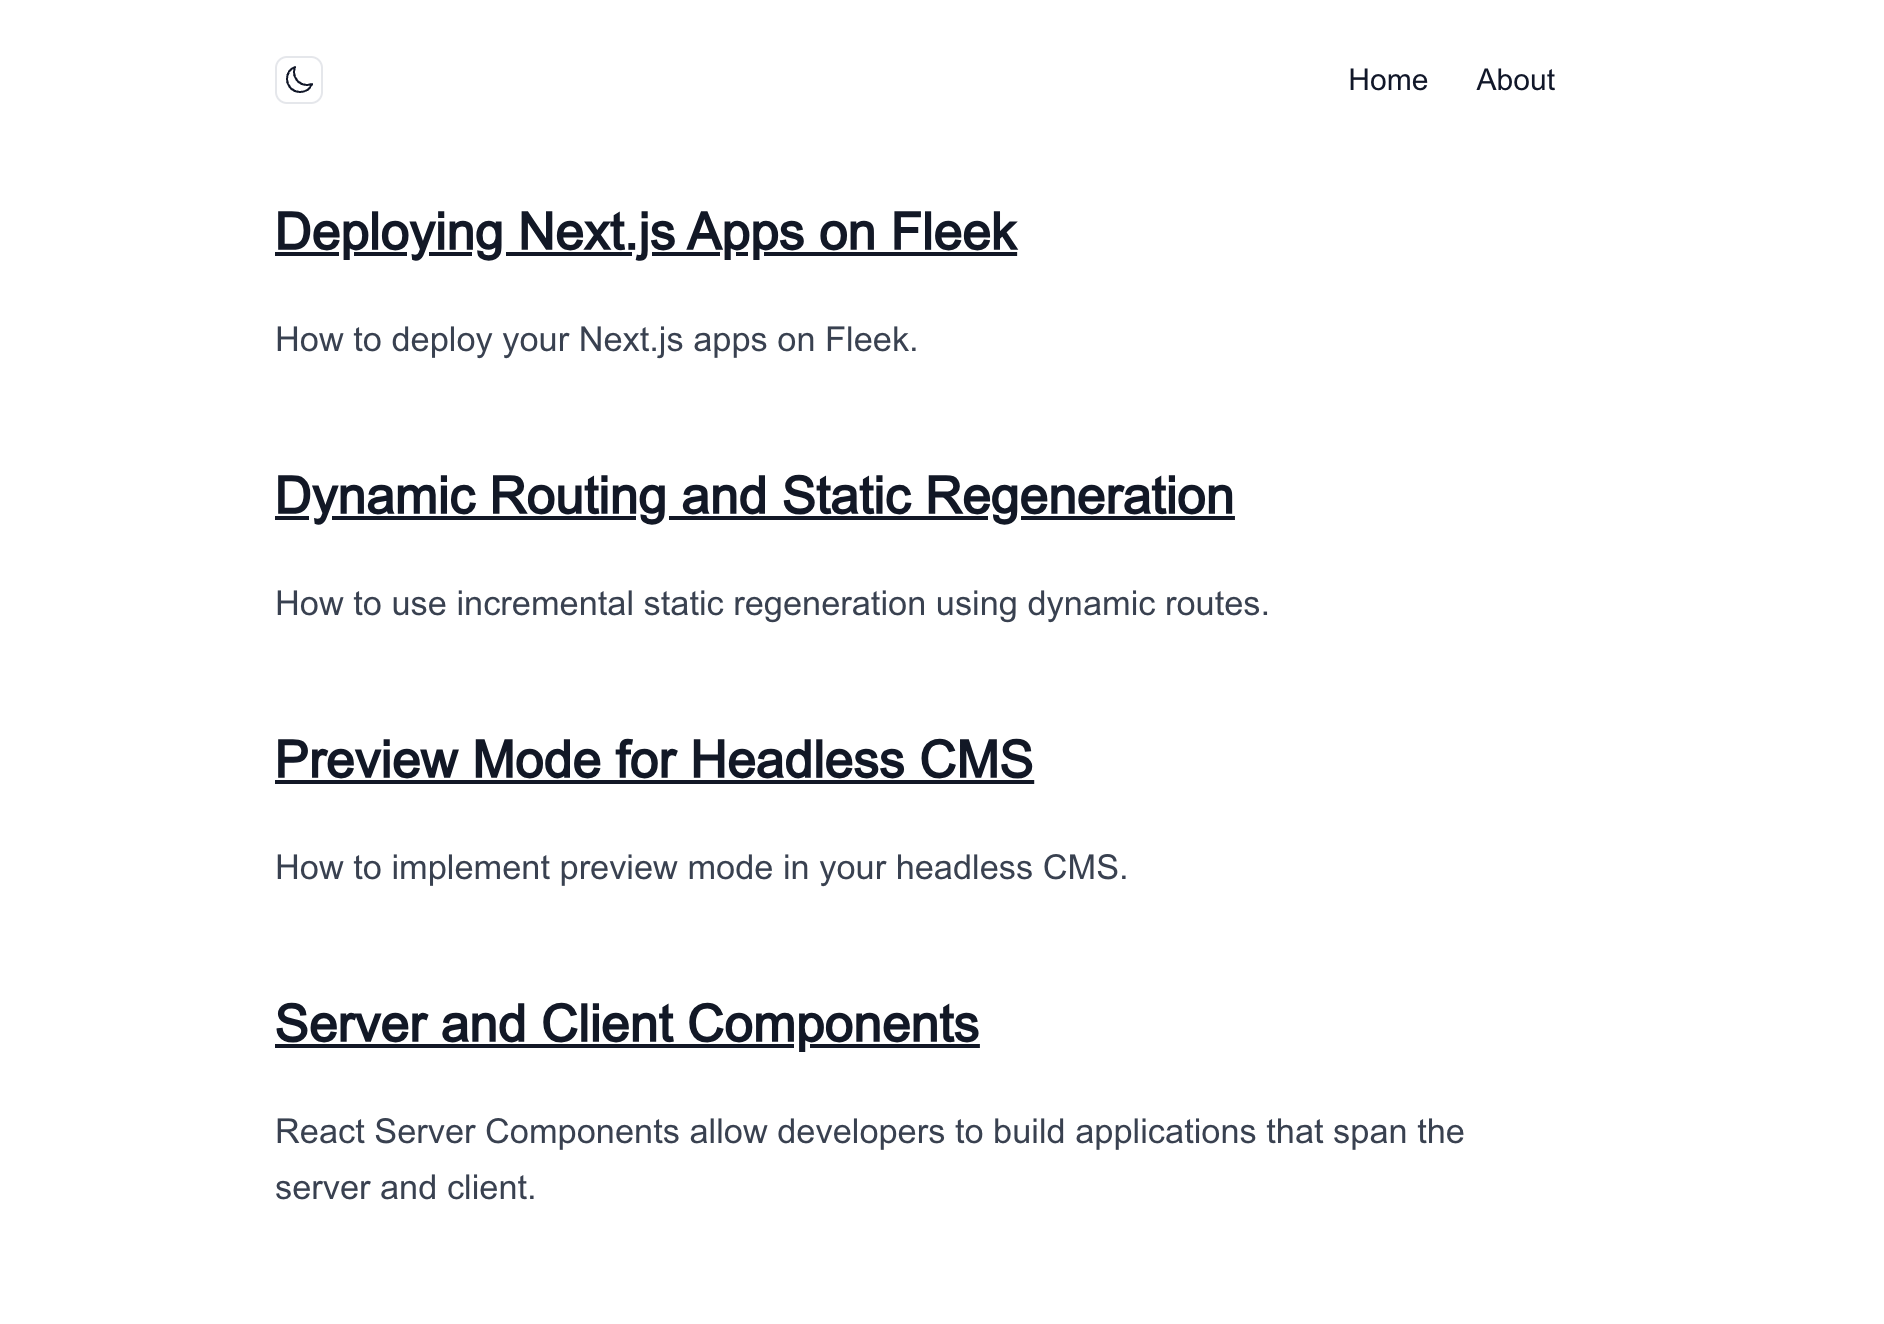 Home About
Deploying Next.js Apps on Fleek
How to deploy your Next.js apps on Fleek.
Dynamic Routing and Static Regeneration
How to use incremental static regeneration using dynamic routes.
Preview Mode for Headless CMS
How to implement preview mode in your headless CMS.
Server and Client Components
React Server Components allow developers to build applications that span the
server and client.